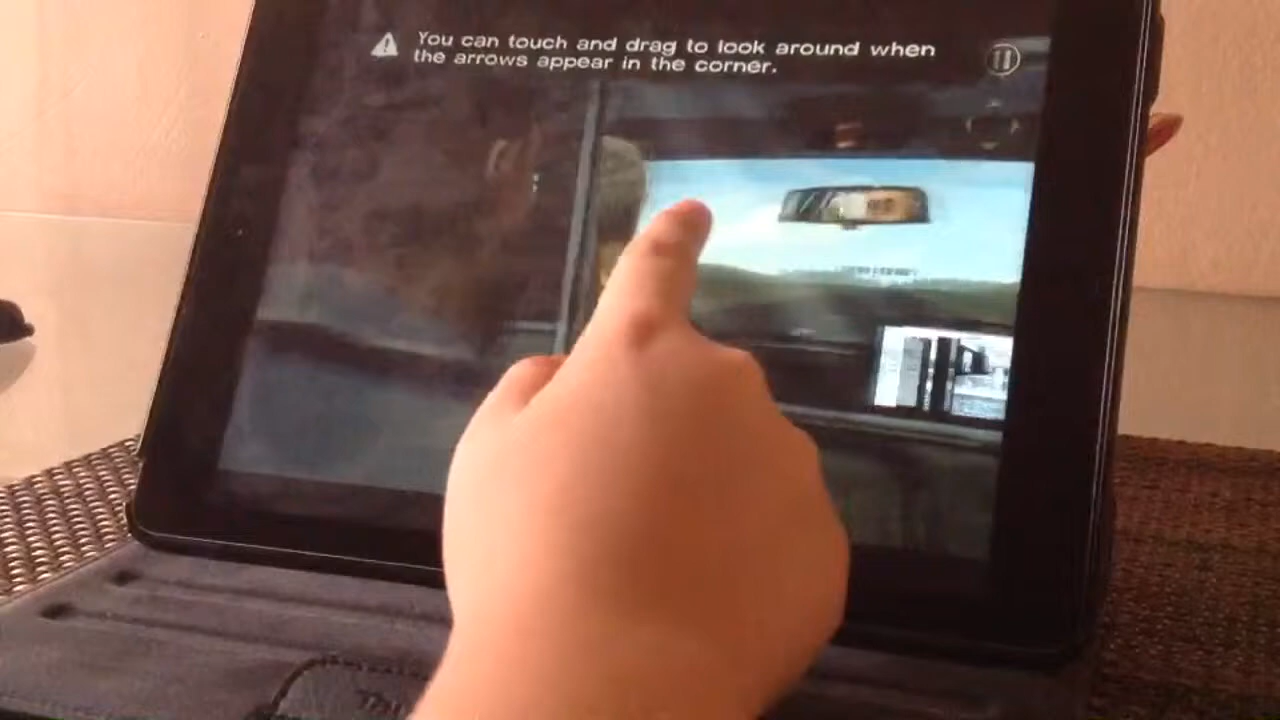 You can touch and drag to look around when
the arrows appear in the corner.